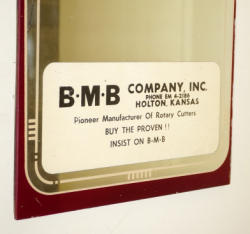 B·M·B COMPANY, INC.
PHONE EM 4-2186
HOLTON, KANSAS
Pioneer Manufacturer Of Rotary Cutters
BUY THE PROVEN !!
INSIST ON B-M-B